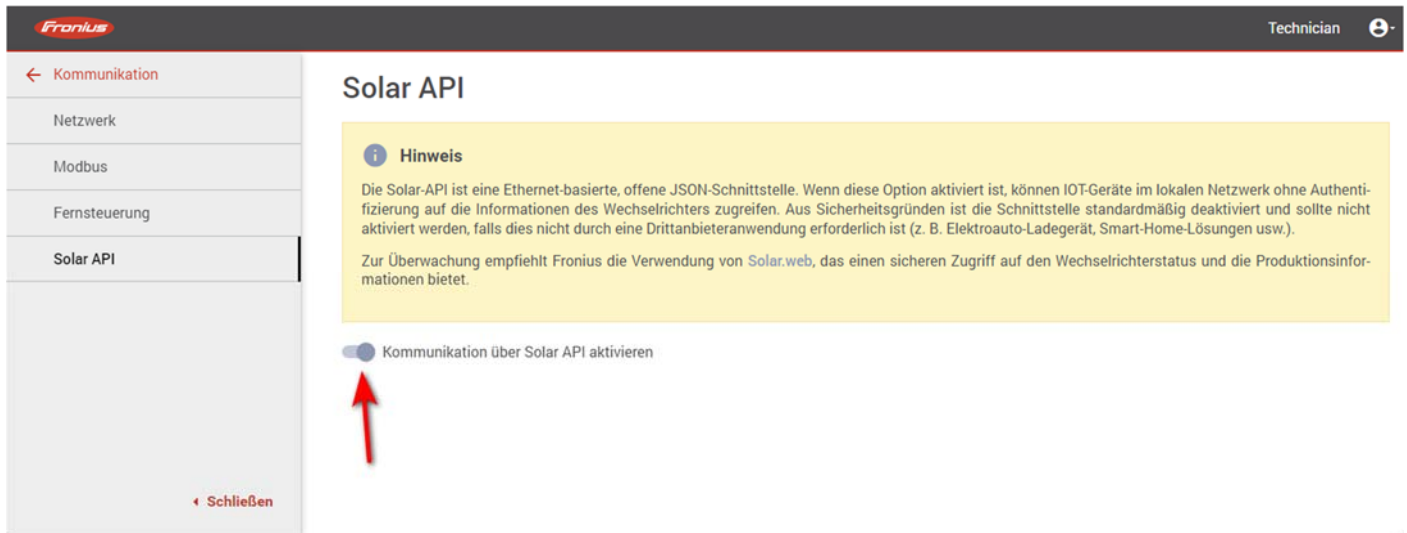 Fronius
Technician
Kommunikation
Netzwerk
Modbus
Fernsteuerung
Solar API
Schließen
Solar API
Hinweis
Die Solar-API ist eine Ethernet-basierte, offene JSON-Schnittstelle. Wenn diese Option aktiviert ist, können IOT-Geräte im lokalen Netzwerk ohne Authenti-
fizierung auf die Informationen des Wechselrichters zugreifen. Aus Sicherheitsgründen ist die Schnittstelle standardmäßig deaktiviert und sollte nicht
aktiviert werden, falls dies nicht durch eine Drittanbieteranwendung erforderlich ist (z. B. Elektroauto-Ladegerät, Smart-Home-Lösungen usw.).
Zur Überwachung empfiehlt Fronius die Verwendung von Solar.web, das einen sicheren Zugriff auf den Wechselrichterstatus und die Produktionsinfor-
mationen bietet.
Kommunikation über Solar API aktivieren